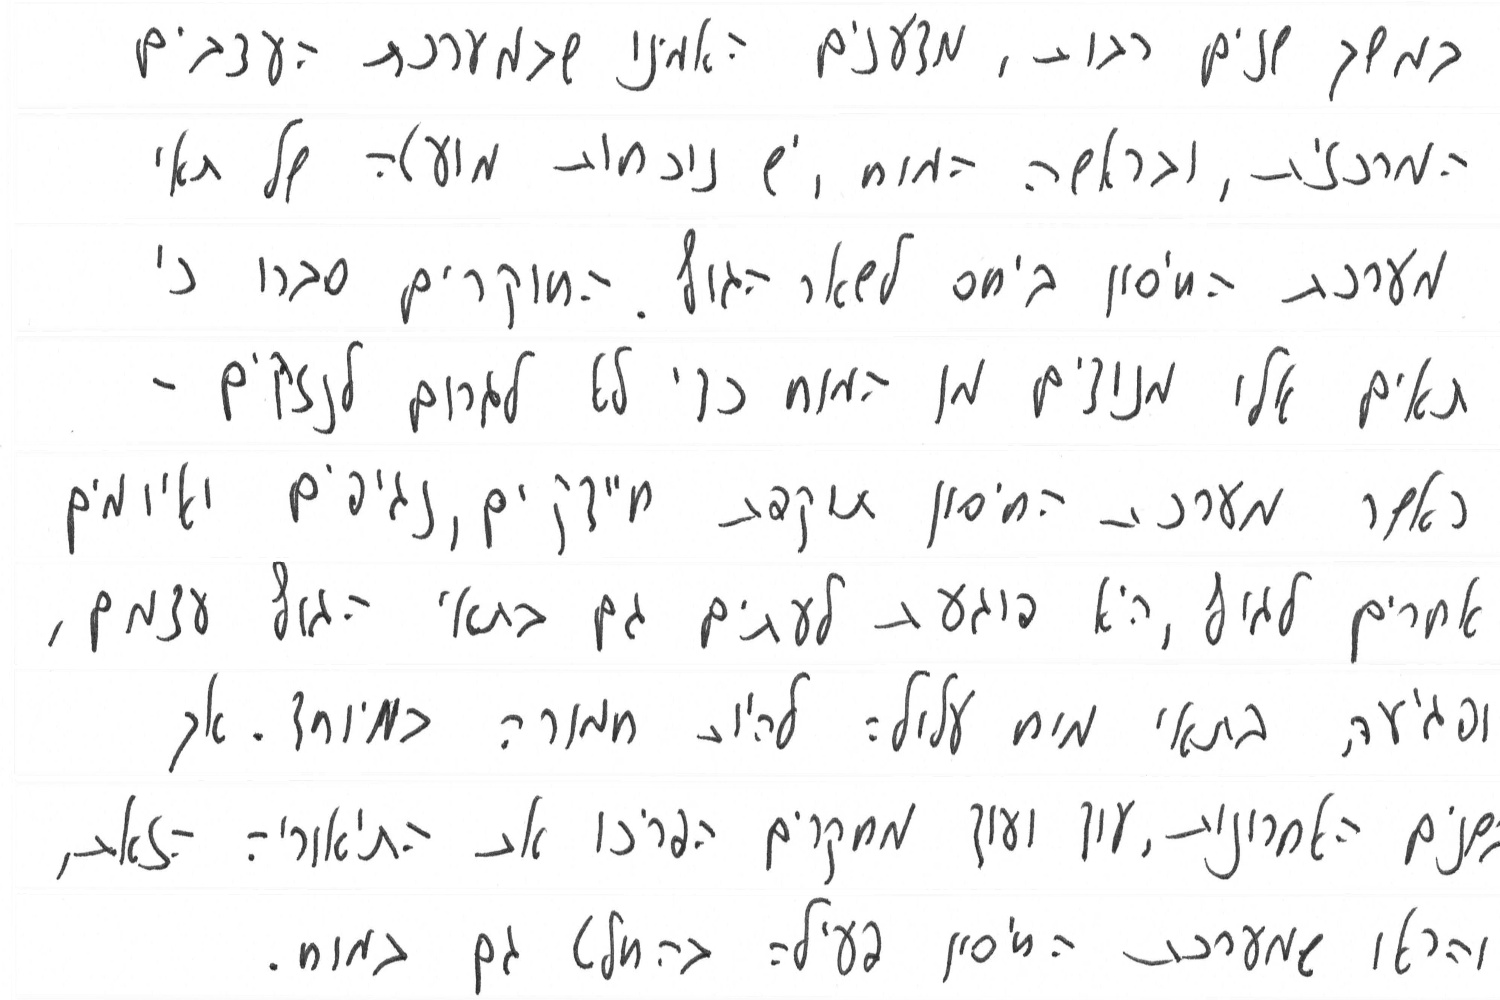 במשך שנים רבות, מדענים האמינו שבמערכת העצבים
המרכזית, ובראשה המוח, יש נוכחות מועטה של תאי
מערכת החיסון ביחס לשאר הגוף. החוקרים סברו כי
תאים אלו מנודים מן המוח כדי לא לגרום לנזקים -
כאשר מערכת החיסון תוקפת חיידקים, נגיפים ואיומים
אחרים לגוף, היא פוגעת לעתים גם בתאי הגוף עצמם,
ופגיעה בתאי מוח עלולה להיות חמורה במיוחד. אך
בשנים האחרונות, עוד ועוד מחקרים הפריכו את התיאוריה הזאת,
והראו שמערכת החיסון פעילה בהחלט גם במוח.